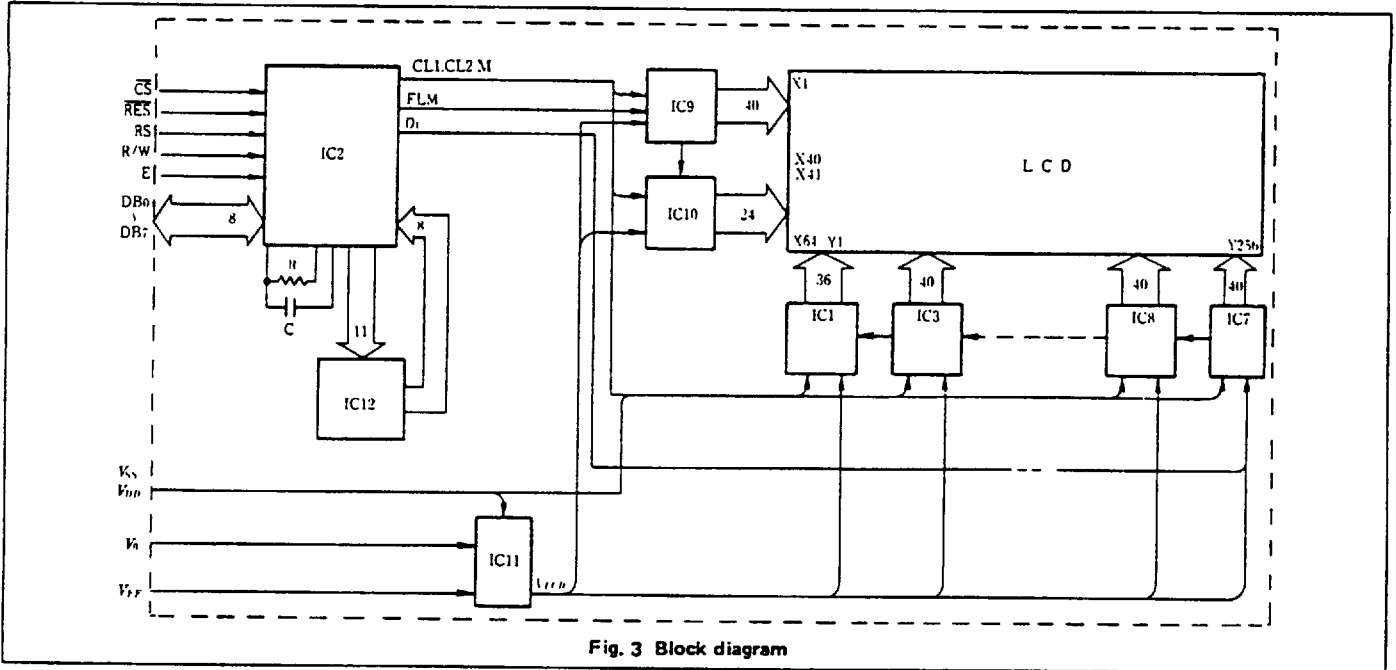 CL1.CL2 M
FLM
D1
CS
RES
RS
R/W
E
DB0
DB7
8
IC2
8
R
C
11
IC12
IC9
40
IC10
24
X1
X40
X41
L C D
X64 Y1
Y256
36
40
40
40
IC1
IC3
IC8
IC7
VSS
VDD
V0
VEE
IC11
VLCD
Fig. 3 Block diagram